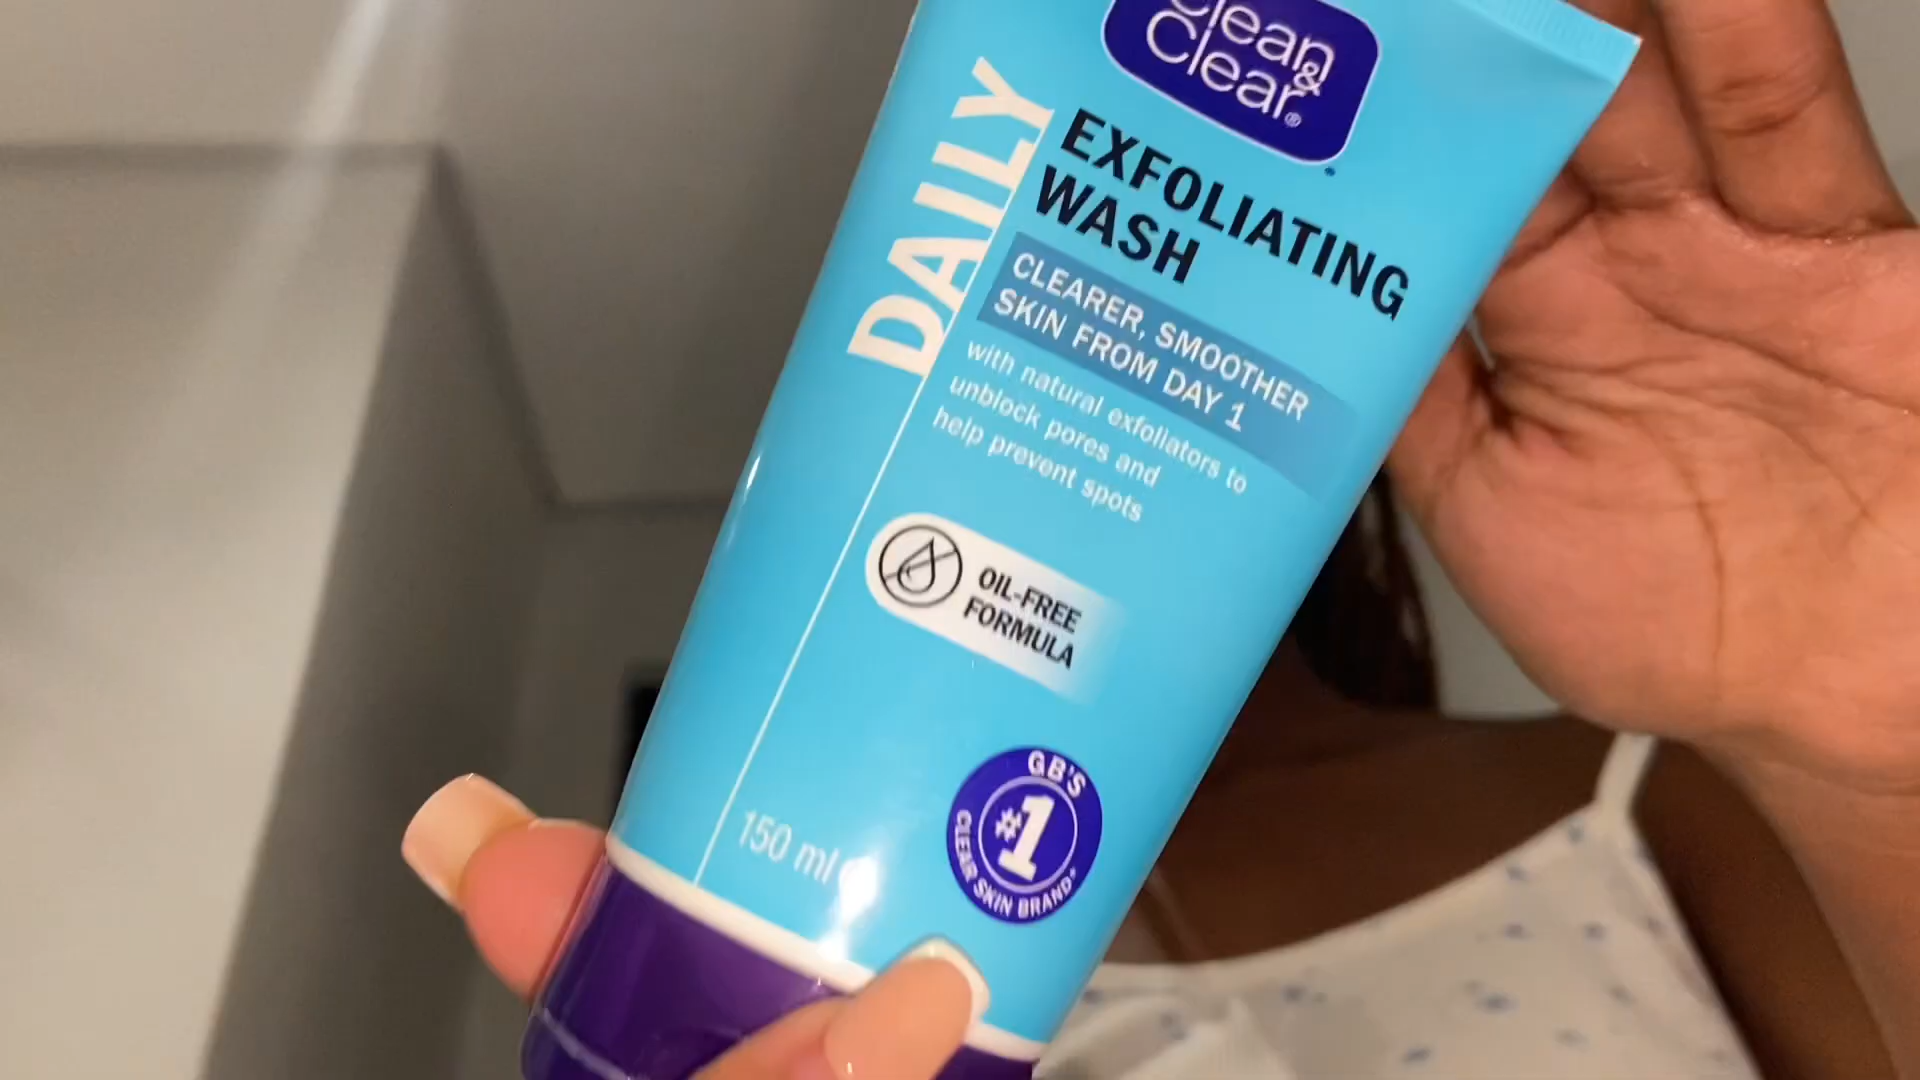 Clean
&
Clear®
DAILY
EXFOLIATING
WASH
CLEARER, SMOOTHER
SKIN FROM DAY 1
with natural exfoliators to
unblock pores and
help prevent spots
OIL-FREE
FORMULA
GB'S
#1
CLEAR SKIN BRAND*
150 ml